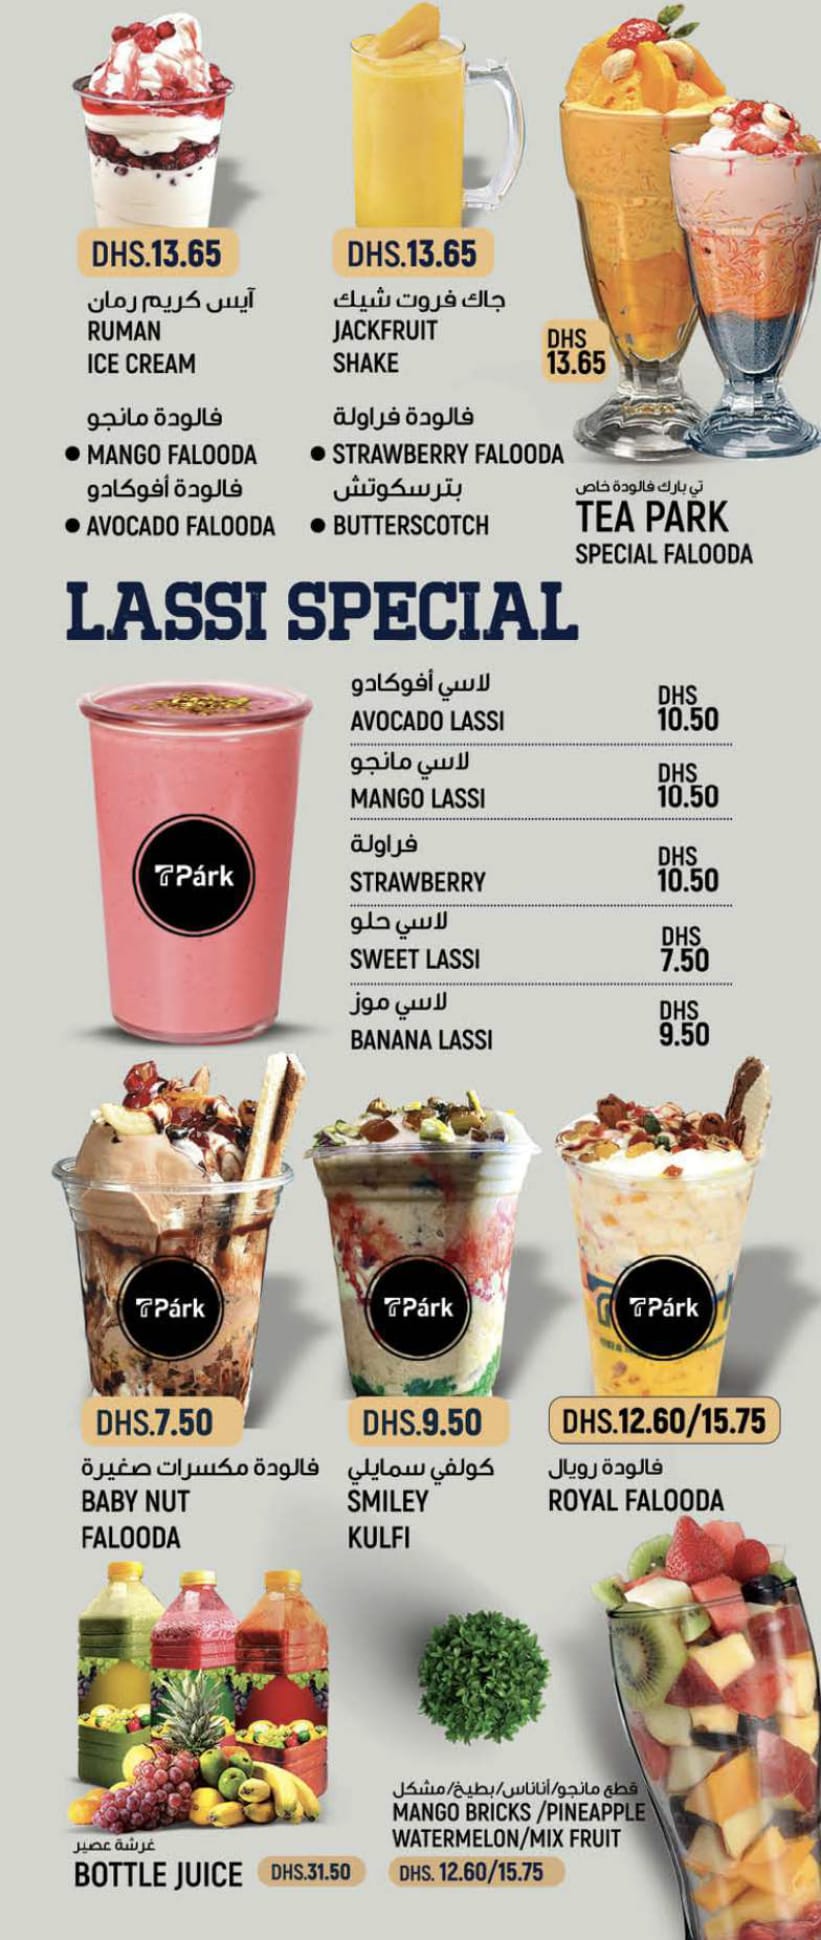 DHS.13.65
آيس كريم رمان
RUMAN
ICE CREAM
DHS.13.65
جاك فروت شيك
JACKFRUIT
SHAKE
DHS
13.65
فالودة مانجو
● MANGO FALOODA
فالودة أفوكادو
● AVOCADO FALOODA
فالودة فراولة
● STRAWBERRY FALOODA
بترسكوتش
● BUTTERSCOTCH
تي بارك فالودة خاص
TEA PARK
SPECIAL FALOODA
LASSI SPECIAL
TPárk
لاسي أفوكادو
AVOCADO LASSI
DHS
10.50
لاسي مانجو
MANGO LASSI
DHS
10.50
فراولة
STRAWBERRY
DHS
10.50
لاسي حلو
SWEET LASSI
DHS
7.50
لاسي موز
BANANA LASSI
DHS
9.50
TPárk
DHS.7.50
فالودة مكسرات صغيرة
BABY NUT
FALOODA
TPárk
DHS.9.50
كولفي سمايلي
SMILEY
KULFI
TPárk
DHS.12.60/15.75
فالودة رويال
ROYAL FALOODA
غرشة عصير
BOTTLE JUICE DHS.31.50
قطع مانجو/أناناس/بطيخ/مشكل
MANGO BRICKS /PINEAPPLE
WATERMELON/MIX FRUIT
DHS. 12.60/15.75